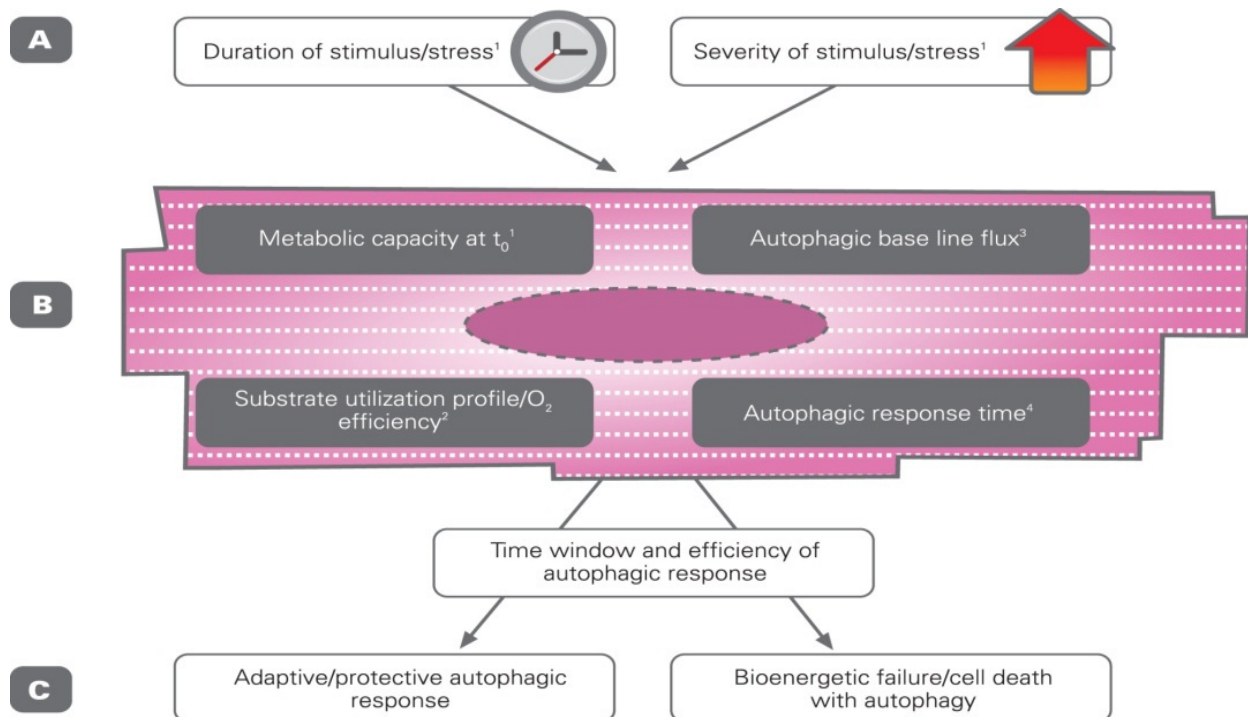 A
Duration of stimulus/stress¹
Severity of stimulus/stress¹
B
Metabolic capacity at t₀¹
Autophagic base line flux³
Substrate utilization profile/O₂
efficiency²
Autophagic response time⁴
Time window and efficiency of
autophagic response
C
Adaptive/protective autophagic
response
Bioenergetic failure/cell death
with autophagy